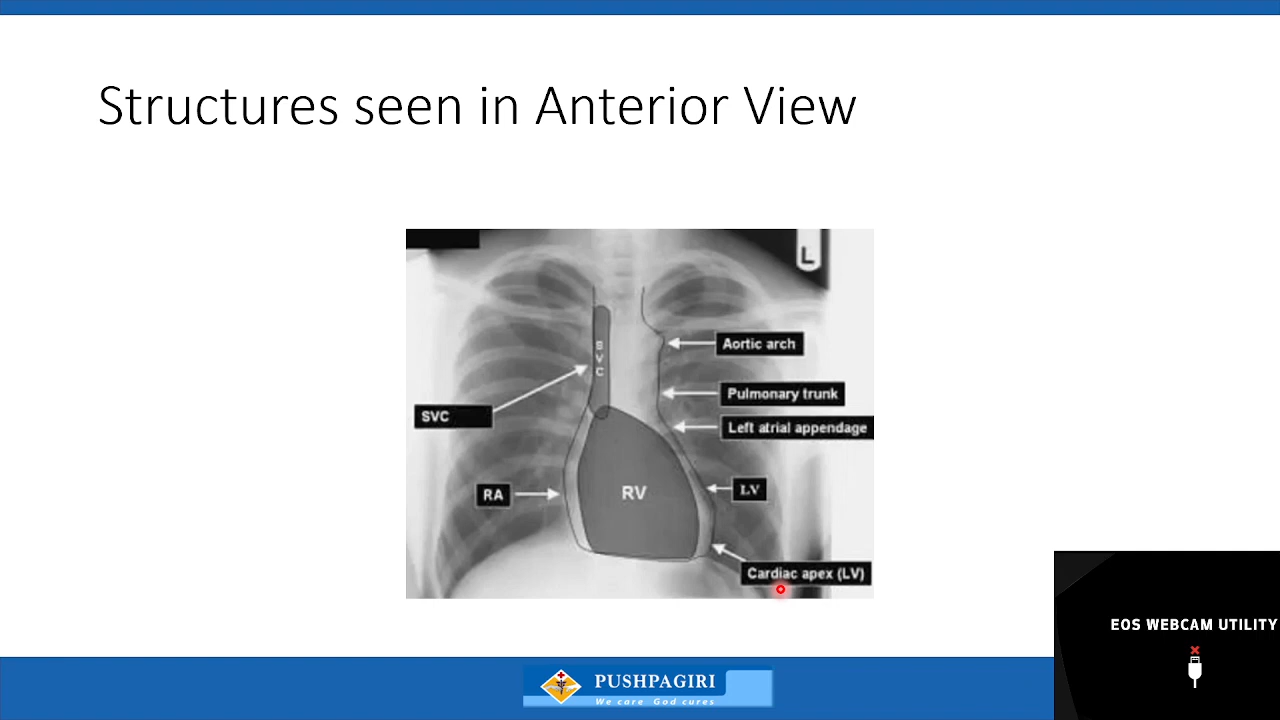 Structures seen in Anterior View
L
SVC
Aortic arch
Pulmonary trunk
SVC
Left atrial appendage
RA
RV
LV
Cardiac apex (LV)
EOS WEBCAM UTILITY
PUSHPAGIRI
We care God cures